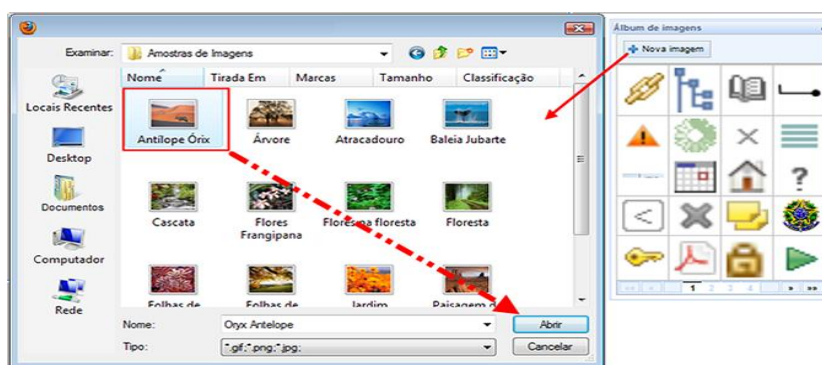 Examinar:
Amostras de Imagens
Nome Tirada Em Marcas Tamanho Classificação
Locais Recentes
Desktop
Documentos
Computador
Rede
Antílope Órix Árvore Atracadouro Baleia Jubarte
Cascata Flores Frangipana Flores na floresta Floresta
Folhas de Folhas de Jardim Paisagem d
Nome: Oryx Antelope Abrir
Tipo: *.gf;*.png;*.jpg; Cancelar
Álbum de imagens
Nova imagem
?
<
1 2 3 4